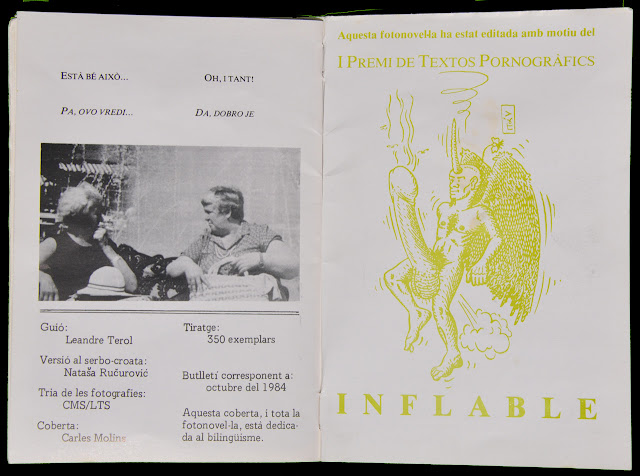 ESTÀ BÉ AIXÒ...
OH, I TANT!
PA, OVO VREDI...
DA, DOBRO JE
Guió:
Leandre Terol
Versió al serbo-croata:
Nataša Ručurović
Tria de les fotografies:
CMS/LTS
Coberta:
Carles Molins
Tiratge:
350 exemplars
Butlletí corresponent a:
octubre del 1984
Aquesta coberta, i tota la
fotonovel·la, està dedica-
da al bilingüisme.
Aquesta fotonovel·la ha estat editada amb motiu del
I PREMI DE TEXTOS PORNOGRÀFICS
INFLABLE